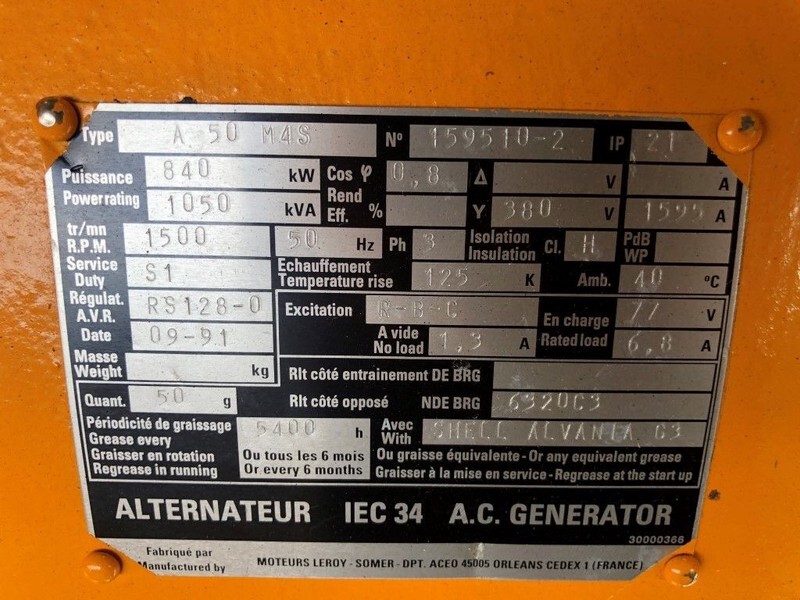 Type A 50 M4S N° 159510-2 IP 21
Puissance 840 kW Cos φ 0,8 Δ V A
Power rating 1050 kVA Rend Eff. % Y 380 V 1595 A
tr/mn R.P.M. 1500 50 Hz Ph 3 Isolation Insulation Cl. H PdB WP
Service Duty S1 Echauffement Temperature rise 125 K Amb. 40 °C
Régulat. A.V.R. RS128-0 Excitation R-B-C En charge Rated load 77 V
Date 09-91 A vide No load 1,3 A 6,8 A
Masse Weight kg Rlt côté entrainement DE BRG
Quant. 50 g Rlt côté opposé NDE BRG 6320C3
Périodicité de graissage Grease every 5400 h Avec With SHELL ALVANIA G3
Graisser en rotation Ou tous les 6 mois Ou graisse équivalente - Or any equivalent grease
Regrease in running Or every 6 months Graisser à la mise en service - Regrease at the start up
ALTERNATEUR IEC 34 A.C. GENERATOR
30000366
Fabriqué par
Manufactured by MOTEURS LEROY - SOMER - DPT. ACEO 45005 ORLEANS CEDEX 1 (FRANCE)